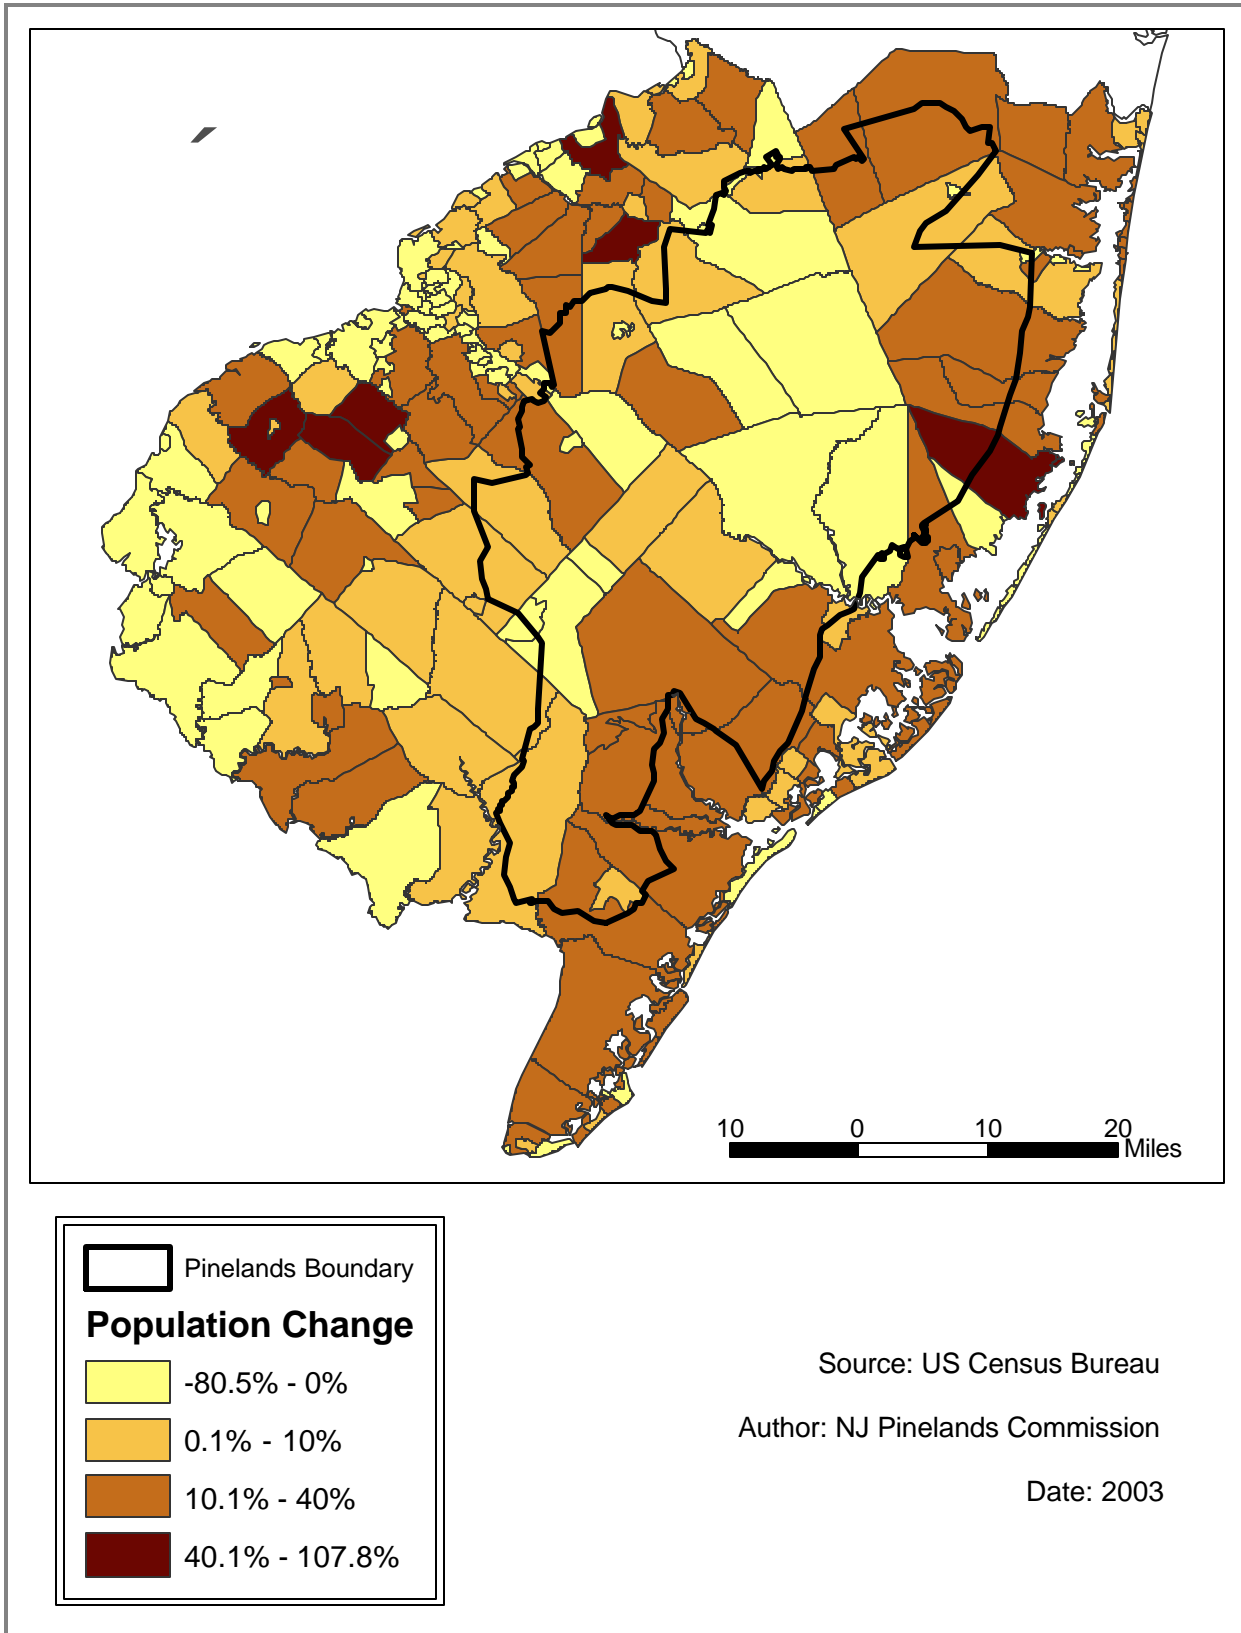 10 0 10 20
Miles
Pinelands Boundary
Population Change
-80.5% - 0%
0.1% - 10%
10.1% - 40%
40.1% - 107.8%
Source: US Census Bureau
Author: NJ Pinelands Commission
Date: 2003